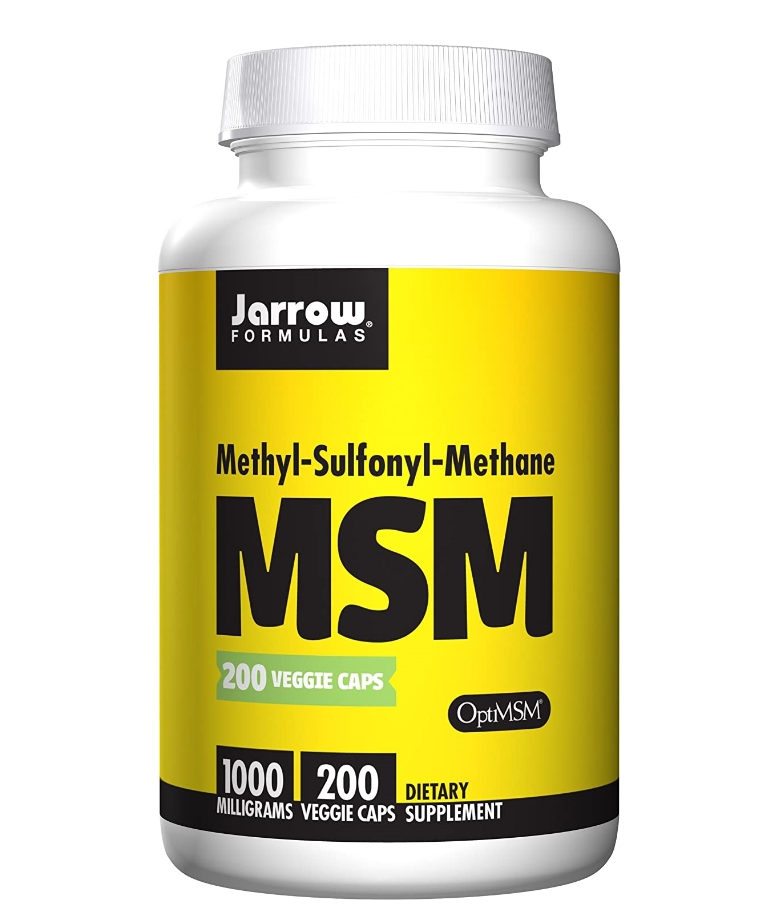 Jarrow®
FORMULAS
Methyl-Sulfonyl-Methane
MSM
200 VEGGIE CAPS
OptiMSM®
1000 200 DIETARY
MILLIGRAMS VEGGIE CAPS SUPPLEMENT